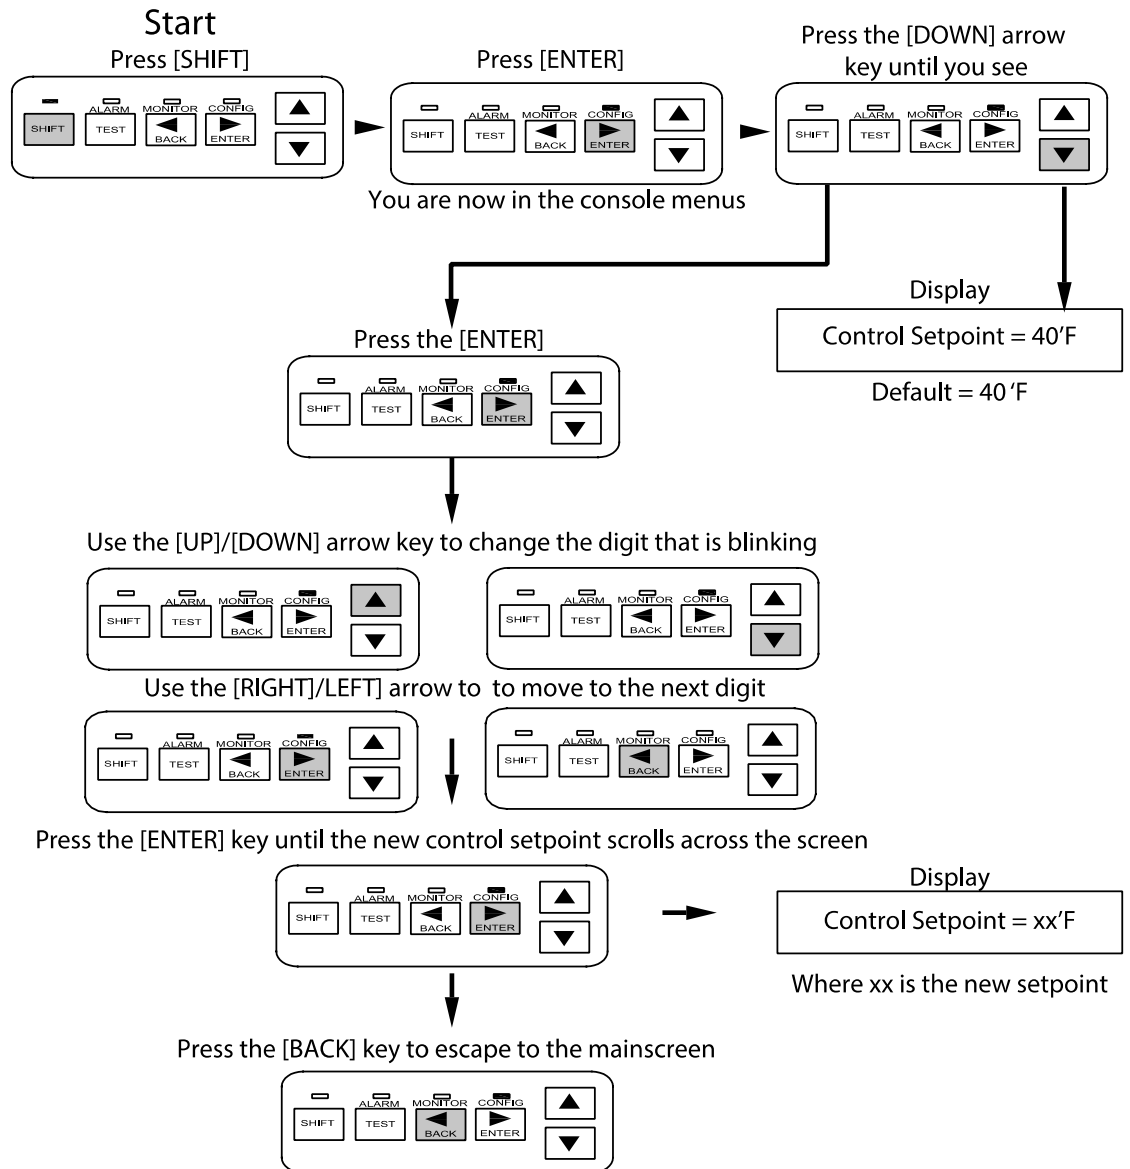 Start
Press [SHIFT]
SHIFT
ALARM
TEST
MONITOR
BACK
CONFIG
ENTER
Press [ENTER]
SHIFT
ALARM
TEST
MONITOR
BACK
CONFIG
ENTER
You are now in the console menus
Press the [DOWN] arrow
key until you see
SHIFT
ALARM
TEST
MONITOR
BACK
CONFIG
ENTER
Display
Control Setpoint = 40'F
Default = 40 'F
Press the [ENTER]
SHIFT
ALARM
TEST
MONITOR
BACK
CONFIG
ENTER
Use the [UP]/[DOWN] arrow key to change the digit that is blinking
SHIFT
ALARM
TEST
MONITOR
BACK
CONFIG
ENTER
SHIFT
ALARM
TEST
MONITOR
BACK
CONFIG
ENTER
Use the [RIGHT]/LEFT] arrow to to move to the next digit
SHIFT
ALARM
TEST
MONITOR
BACK
CONFIG
ENTER
SHIFT
ALARM
TEST
MONITOR
BACK
CONFIG
ENTER
Press the [ENTER] key until the new control setpoint scrolls across the screen
SHIFT
ALARM
TEST
MONITOR
BACK
CONFIG
ENTER
Display
Control Setpoint = xx'F
Where xx is the new setpoint
Press the [BACK] key to escape to the mainscreen
SHIFT
ALARM
TEST
MONITOR
BACK
CONFIG
ENTER